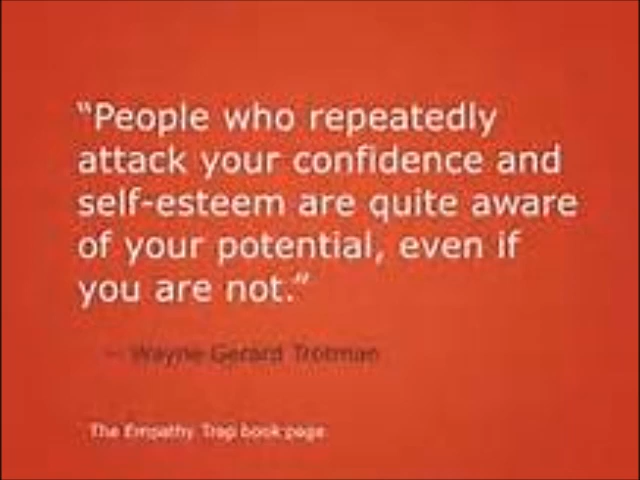 “People who repeatedly
attack your confidence and
self-esteem are quite aware
of your potential, even if
you are not.”
— Wayne Gerard Trotman
The Empathy Trap book page